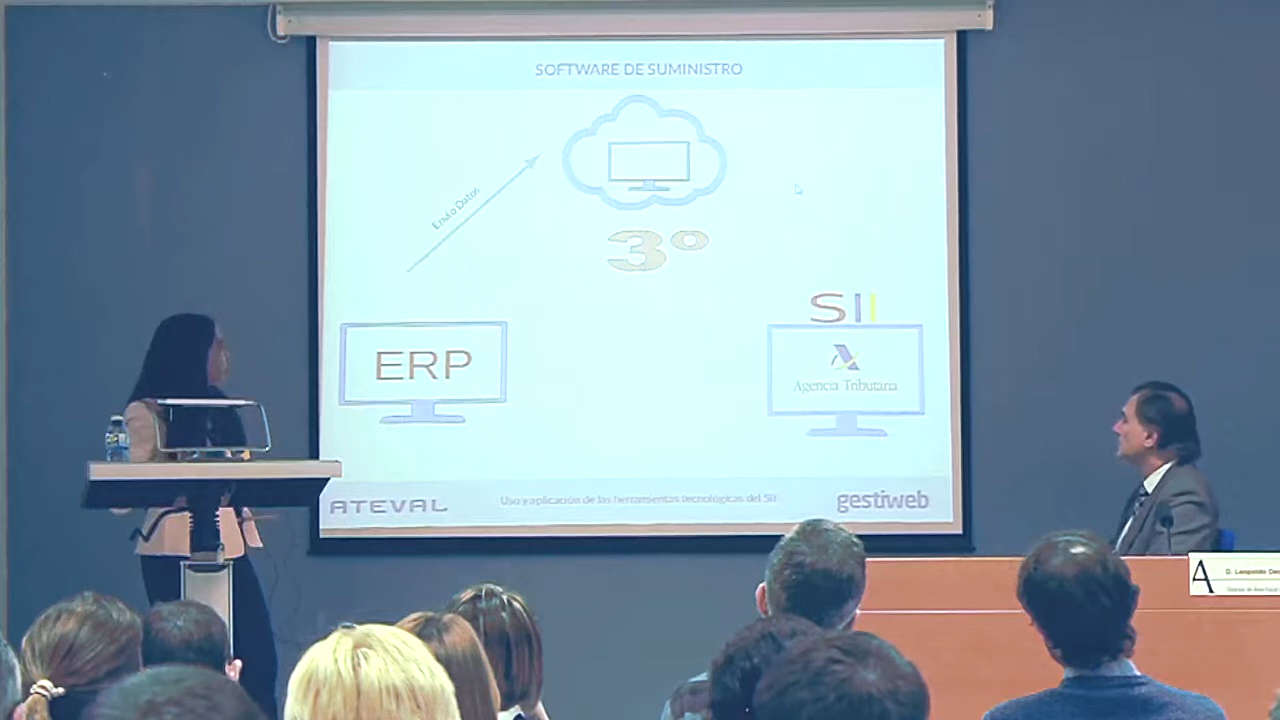 SOFTWARE DE SUMINISTRO
Envío Datos
3º
SII
ERP
Agencia Tributaria
ATEVAL
Uso y aplicación de las herramientas tecnológicas del SII
gestiweb
A
D. Leopoldo